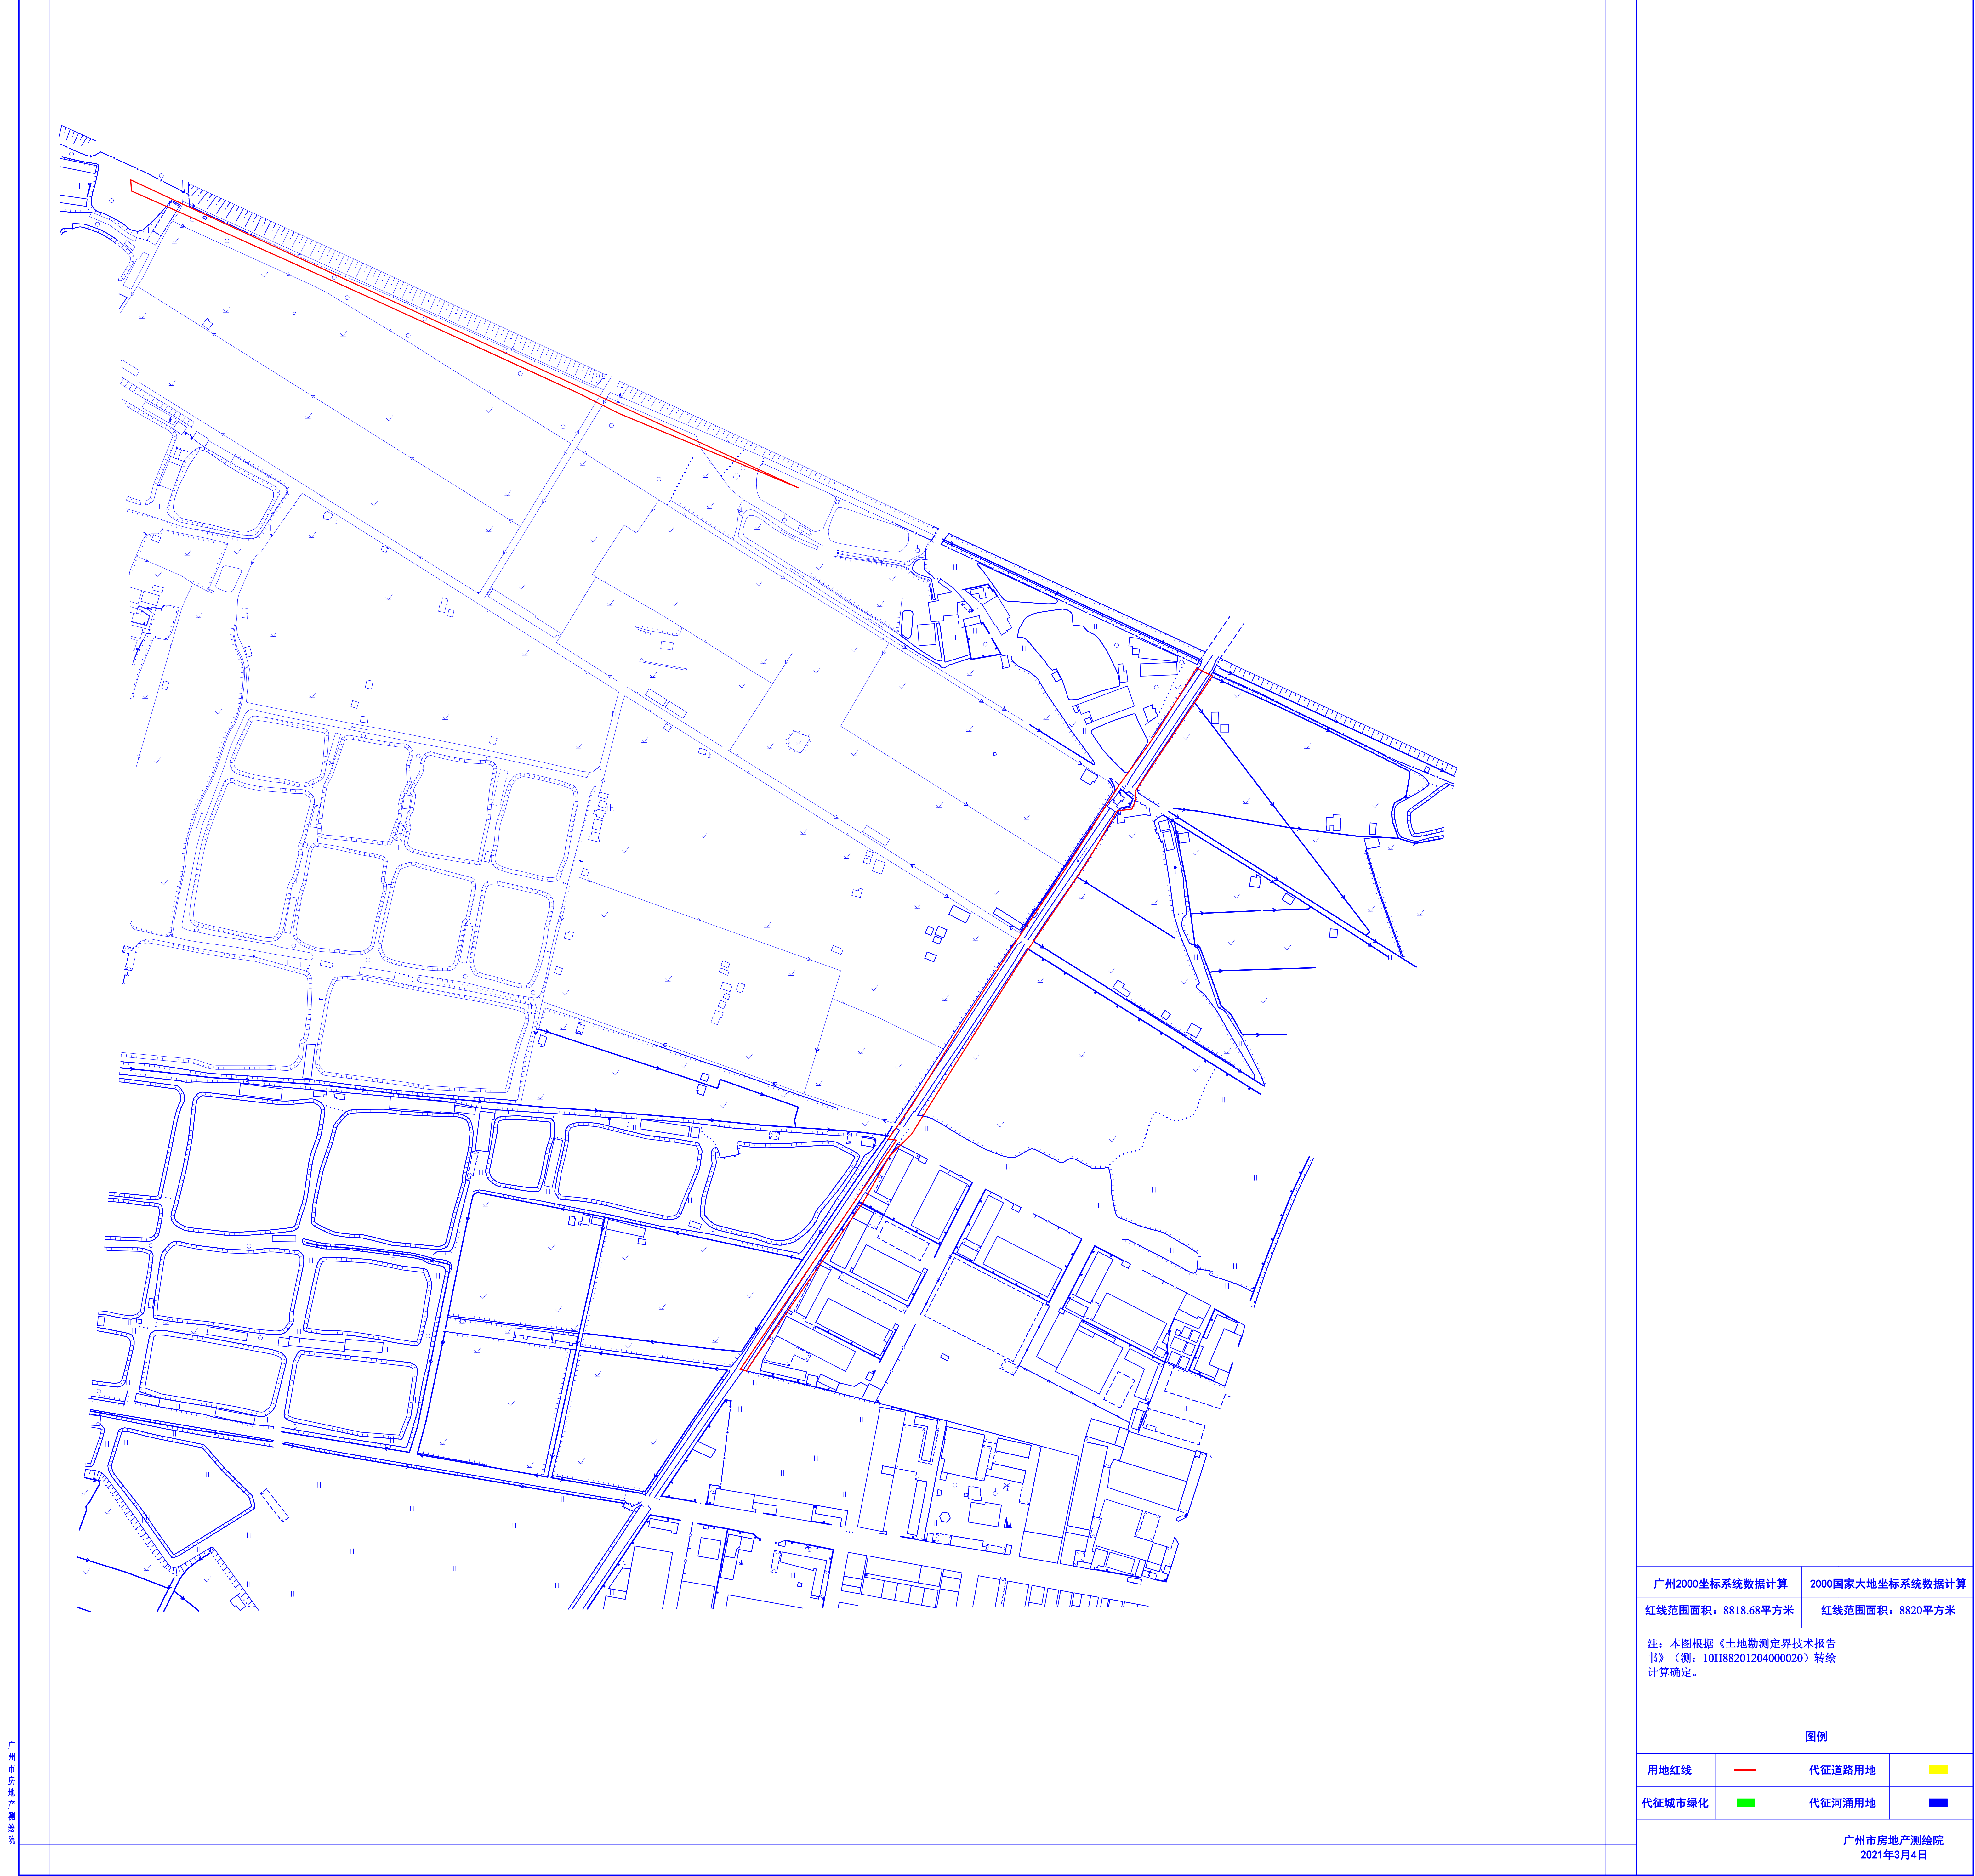 广州2000坐标系统数据计算
2000国家大地坐标系统数据计算
红线范围面积：8818.68平方米
红线范围面积：8820平方米
注：本图根据《土地勘测定界技术报告
书》（测：10H88201204000020）转绘
计算确定。
图例
用地红线
代征道路用地
代征城市绿化
代征河涌用地
广州市房地产测绘院
2021年3月4日
广州市房地产测绘院